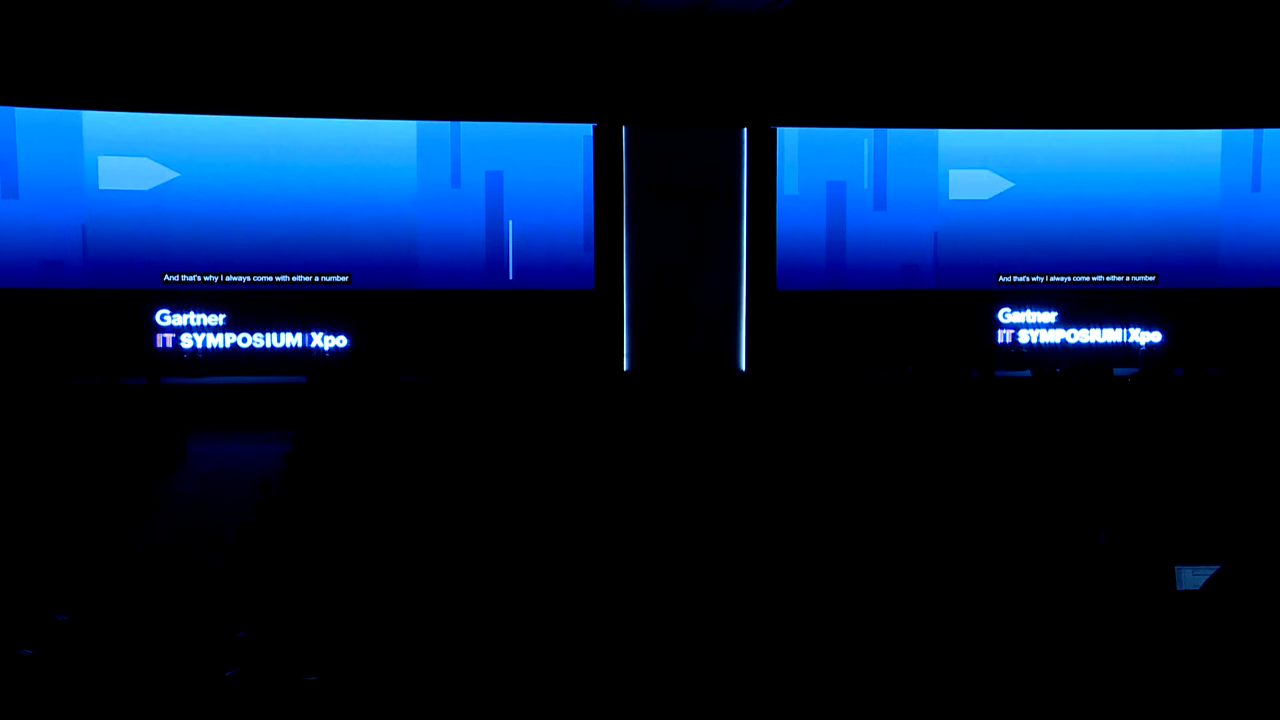 And that's why I always come with either a number
And that's why I always come with either a number
Gartner
IT SYMPOSIUM | Xpo
Gartner
IT SYMPOSIUM | Xpo